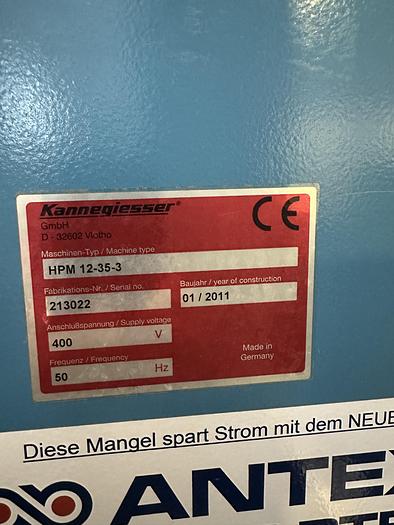 Kannegiesser®
GmbH
D - 32602 Vlotho
CE
Maschinen-Typ / Machine type
HPM 12-35-3
Fabrikations-Nr. / Serial no.
213022
Baujahr / year of construction
01 / 2011
Anschlußspannung / Supply voltage
400 V
Frequenz / Frequency
50 Hz
Made in
Germany
Diese Mangel spart Strom mit dem NEUE
ANTEX